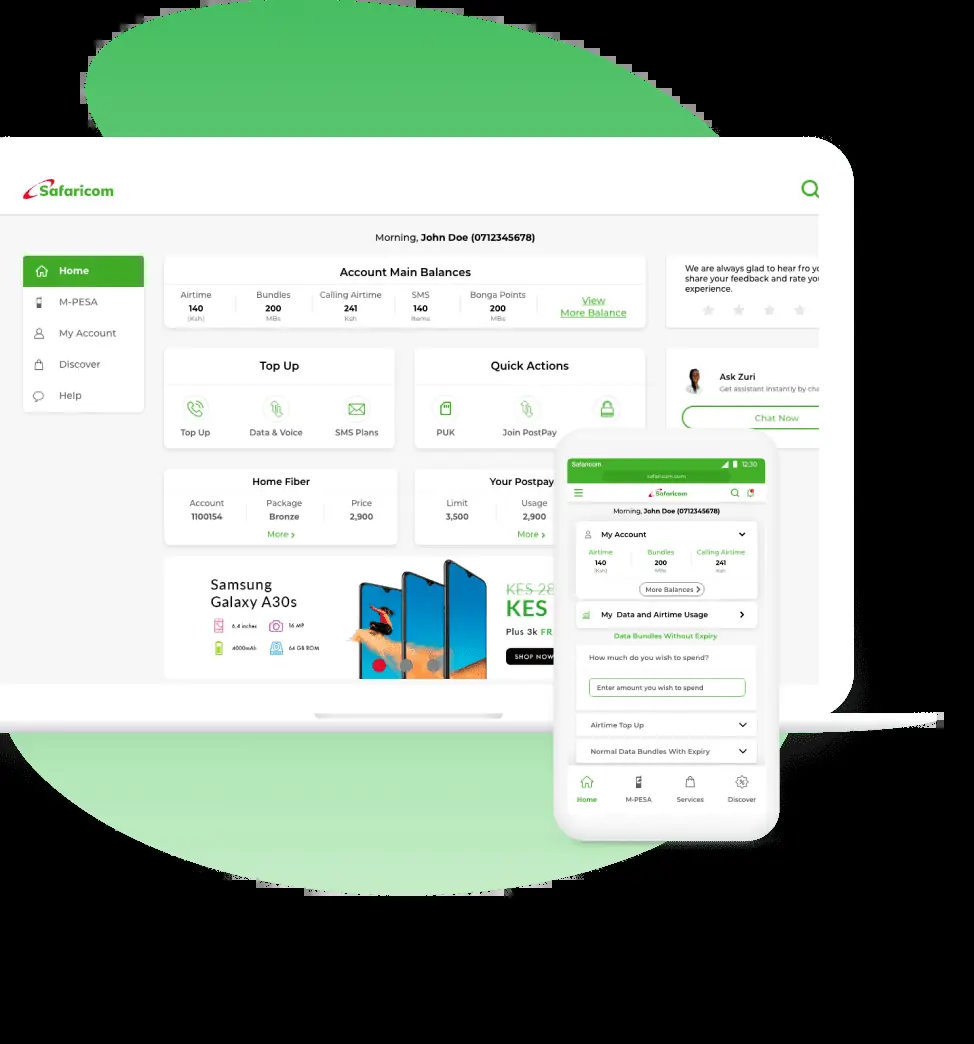 Safaricom
Morning, John Doe (0712345678)
Home
M-PESA
My Account
Discover
Help
Account Main Balances
Airtime Bundles Calling Airtime SMS Bonga Points
140 200 241 140 200
(Ksh) MBs Ksh Items MBs
View
More Balance
We are always glad to hear fro yo
share your feedback and rate you
experience.
Top Up
Top Up Data & Voice SMS Plans
Quick Actions
PUK Join PostPay
Ask Zuri
Get assistant instantly by cha
Chat Now
Home Fiber
Account Package Price
1100154 Bronze 2,900
More >
Your Postpay
Limit Usage
3,500 2,900
More >
Samsung
Galaxy A30s
6,4 inches 16 MP
4000mAh 64 GB ROM
KES 28
KES
Plus 3k FR
SHOP NOW
Safaricom 12:30
safaricom.com
Safaricom
Morning, John Doe (0712345678)
My Account
Airtime Bundles Calling Airtime
140 200 241
(Ksh) MBs Ksh
More Balances >
My Data and Airtime Usage >
Data Bundles Without Expiry
How much do you wish to spend?
Enter amount you wish to spend
Airtime Top Up
Normal Data Bundles With Expiry
Home M-PESA Services Discover